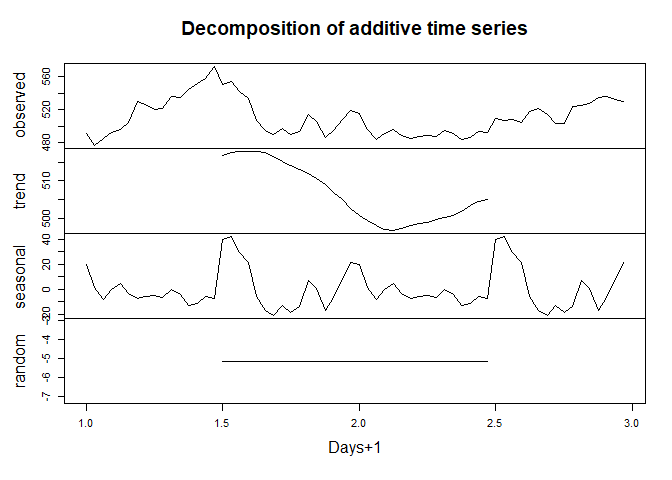 Decomposition of additive time series
observed
480 520 560
trend
500 510
seasonal
-20 0 20 40
random
-7 -6 -5 -4 -3
1.0 1.5 2.0 2.5 3.0
Days+1